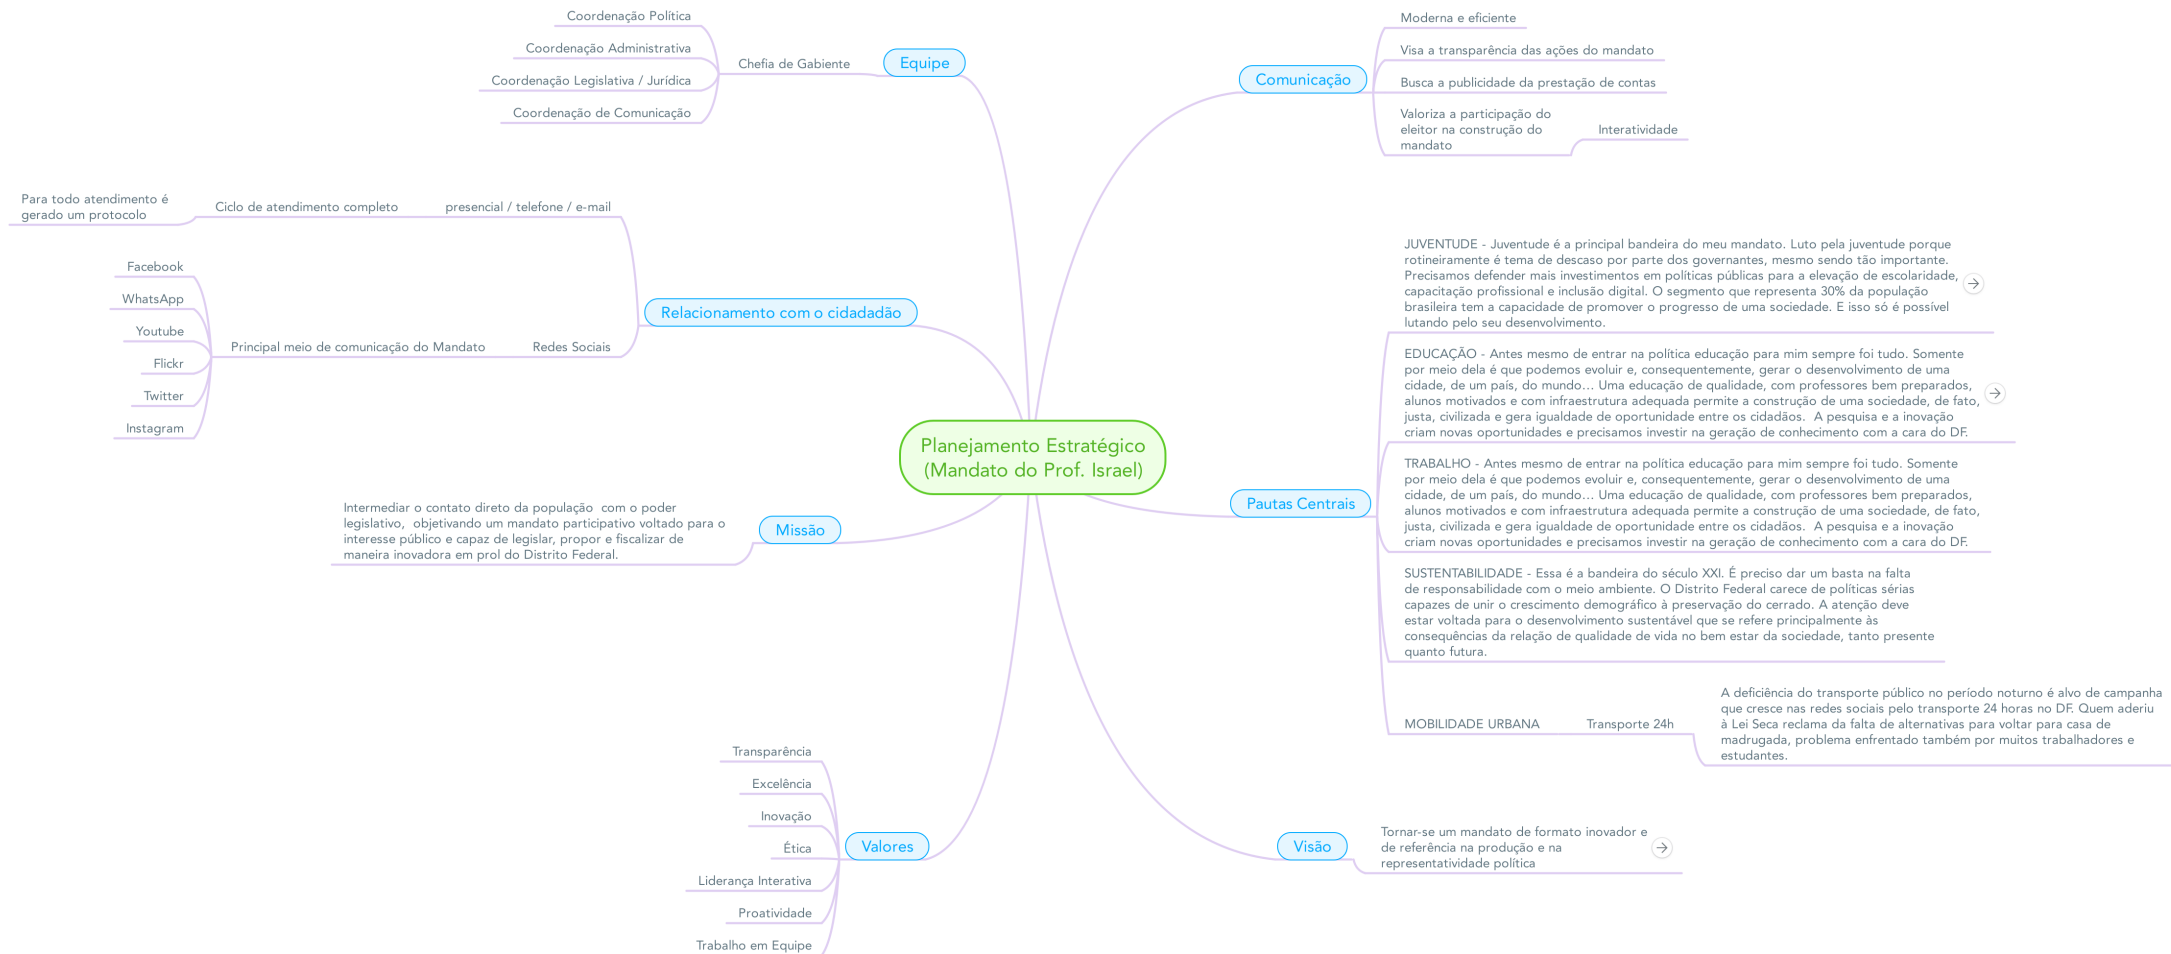 Planejamento Estratégico
(Mandato do Prof. Israel)
Equipe
Chefia de Gabiente
Coordenação Política
Coordenação Administrativa
Coordenação Legislativa / Jurídica
Coordenação de Comunicação
Relacionamento com o cidadadão
presencial / telefone / e-mail
Ciclo de atendimento completo
Para todo atendimento é
gerado um protocolo
Redes Sociais
Principal meio de comunicação do Mandato
Facebook
WhatsApp
Youtube
Flickr
Twitter
Instagram
Missão
Intermediar o contato direto da população  com o poder
legislativo,  objetivando um mandato participativo voltado para o
interesse público e capaz de legislar, propor e fiscalizar de
maneira inovadora em prol do Distrito Federal.
Valores
Transparência
Excelência
Inovação
Ética
Liderança Interativa
Proatividade
Trabalho em Equipe
Comunicação
Moderna e eficiente
Visa a transparência das ações do mandato
Busca a publicidade da prestação de contas
Valoriza a participação do
eleitor na construção do
mandato
Interatividade
Pautas Centrais
JUVENTUDE - Juventude é a principal bandeira do meu mandato. Luto pela juventude porque
rotineiramente é tema de descaso por parte dos governantes, mesmo sendo tão importante.
Precisamos defender mais investimentos em políticas públicas para a elevação de escolaridade,
capacitação profissional e inclusão digital. O segmento que representa 30% da população
brasileira tem a capacidade de promover o progresso de uma sociedade. E isso só é possível
lutando pelo seu desenvolvimento.
EDUCAÇÃO - Antes mesmo de entrar na política educação para mim sempre foi tudo. Somente
por meio dela é que podemos evoluir e, consequentemente, gerar o desenvolvimento de uma
cidade, de um país, do mundo... Uma educação de qualidade, com professores bem preparados,
alunos motivados e com infraestrutura adequada permite a construção de uma sociedade, de fato,
justa, civilizada e gera igualdade de oportunidade entre os cidadãos.  A pesquisa e a inovação
criam novas oportunidades e precisamos investir na geração de conhecimento com a cara do DF.
TRABALHO - Antes mesmo de entrar na política educação para mim sempre foi tudo. Somente
por meio dela é que podemos evoluir e, consequentemente, gerar o desenvolvimento de uma
cidade, de um país, do mundo... Uma educação de qualidade, com professores bem preparados,
alunos motivados e com infraestrutura adequada permite a construção de uma sociedade, de fato,
justa, civilizada e gera igualdade de oportunidade entre os cidadãos.  A pesquisa e a inovação
criam novas oportunidades e precisamos investir na geração de conhecimento com a cara do DF.
SUSTENTABILIDADE - Essa é a bandeira do século XXI. É preciso dar um basta na falta
de responsabilidade com o meio ambiente. O Distrito Federal carece de políticas sérias
capazes de unir o crescimento demográfico à preservação do cerrado. A atenção deve
estar voltada para o desenvolvimento sustentável que se refere principalmente às
consequências da relação de qualidade de vida no bem estar da sociedade, tanto presente
quanto futura.
MOBILIDADE URBANA
Transporte 24h
A deficiência do transporte público no período noturno é alvo de campanha
que cresce nas redes sociais pelo transporte 24 horas no DF. Quem aderiu
à Lei Seca reclama da falta de alternativas para voltar para casa de
madrugada, problema enfrentado também por muitos trabalhadores e
estudantes.
Visão
Tornar-se um mandato de formato inovador e
de referência na produção e na
representatividade política